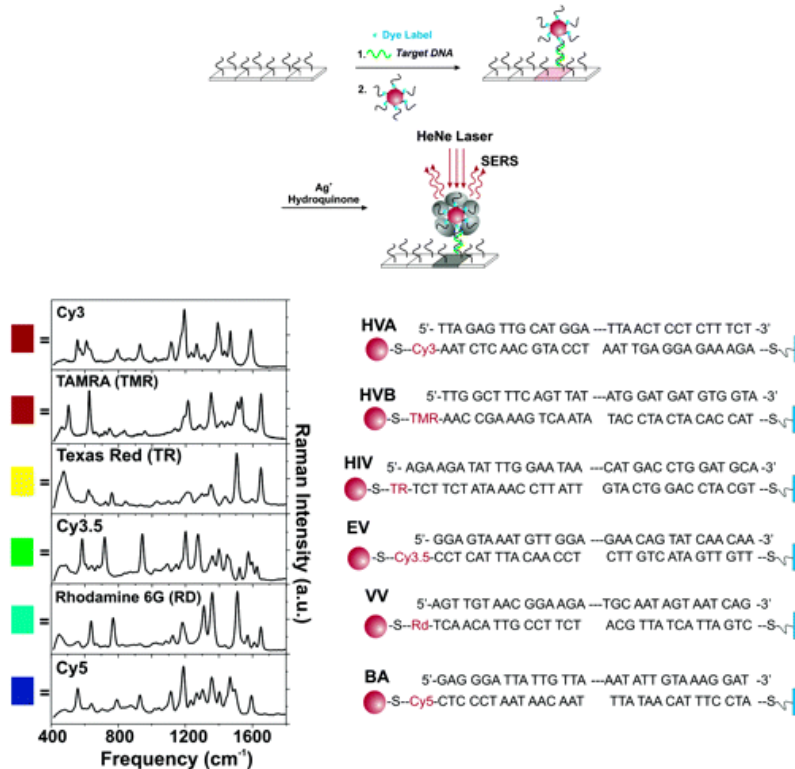 Dye Label
1. Target DNA
2.
HeNe Laser
SERS
Ag+
Hydroquinone
Cy3
TAMRA (TMR)
Texas Red (TR)
Cy3.5
Rhodamine 6G (RD)
Cy5
=
=
=
=
=
=
Raman Intensity (a.u.)
400 800 1200 1600
Frequency (cm-1)
HVA
5'- TTA GAG TTG CAT GGA ---TTA ACT CCT CTT TCT -3'
-S--Cy3-AAT CTC AAC GTA CCT AAT TGA GGA GAA AGA --S
HVB
5'-TTG GCT TTC AGT TAT ---ATG GAT GAT GTG GTA -3'
-S--TMR-AAC CGA AAG TCA ATA TAC CTA CTA CAC CAT --S
HIV
5'- AGA AGA TAT TTG GAA TAA --- CAT GAC CTG GAT GCA -3'
-S--TR-TCT TCT ATA AAC CTT ATT GTA CTG GAC CTA CGT --S
EV
5'- GGA GTA AAT GTT GGA ---GAA CAG TAT CAA CAA -3'
-S--Cy3.5-CCT CAT TTA CAA CCT CTT GTC ATA GTT GTT --S
VV
5'-AGT TGT AAC GGA AGA --- TGC AAT AGT AAT CAG -3'
-S--Rd-TCA ACA TTG CCT TCT ACG TTA TCA TTA GTC --S
BA
5'-GAG GGA TTA TTG TTA ---AAT ATT GTA AAG GAT -3'
-S--Cy5-CTC CCT AAT AAC AAT TTA TAA CAT TTC CTA --S